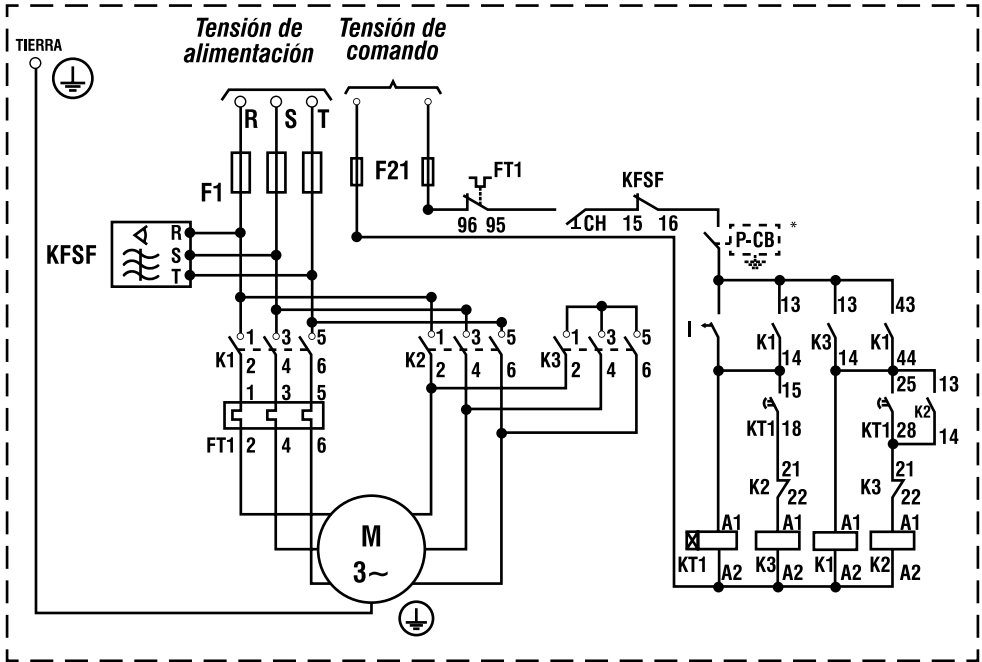 Tensión de
alimentación
Tensión de
comando
TIERRA
R S T
F1
F21
FT1
96 95
CH
KFSF
15 16
P-CB *
KFSF
R
S
T
1 3 5
K1
2 4 6
1 3 5
K2
2 4 6
1 3 5
K3
2 4 6
1 3 5
FT1 2 4 6
M
3~
I
13 13 43
K1 K3 K1
14 14 44
15 25 13
K2
KT1 18 KT1 28 14
21 21
K2 22 K3 22
A1 A1 A1 A1
KT1 K3 K1 K2
A2 A2 A2 A2